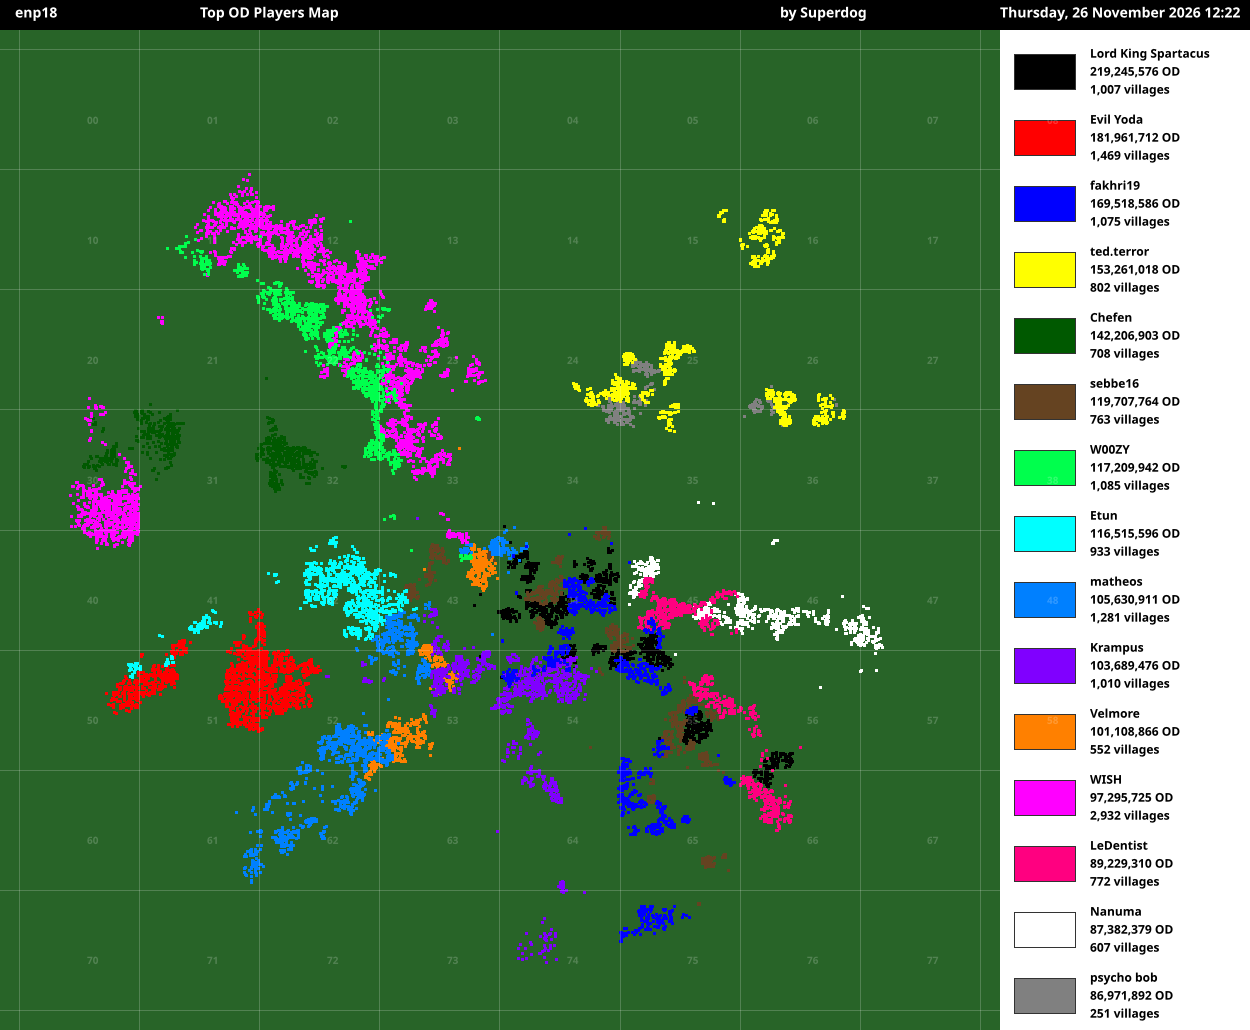 enp18 Top OD Players Map by Superdog Thursday, 26 November 2026 12:22
Lord King Spartacus
219,245,576 OD
1,007 villages
Evil Yoda
181,961,712 OD
1,469 villages
fakhri19
169,518,586 OD
1,075 villages
ted.terror
153,261,018 OD
802 villages
Chefen
142,206,903 OD
708 villages
sebbe16
119,707,764 OD
763 villages
W00ZY
117,209,942 OD
1,085 villages
Etun
116,515,596 OD
933 villages
matheos
105,630,911 OD
1,281 villages
Krampus
103,689,476 OD
1,010 villages
Velmore
101,108,866 OD
552 villages
WISH
97,295,725 OD
2,932 villages
LeDentist
89,229,310 OD
772 villages
Nanuma
87,382,379 OD
607 villages
psycho bob
86,971,892 OD
251 villages
00 01 02 03 04 05 06 07 08
10 12 13 14 15 16 17
20 21 23 24 25 26 27
30 31 32 33 34 35 36 37 38
40 41 43 45 46 47 48
50 51 52 53 54 55 56 57 58
60 61 62 63 64 65 66 67
70 71 72 73 74 75 76 77